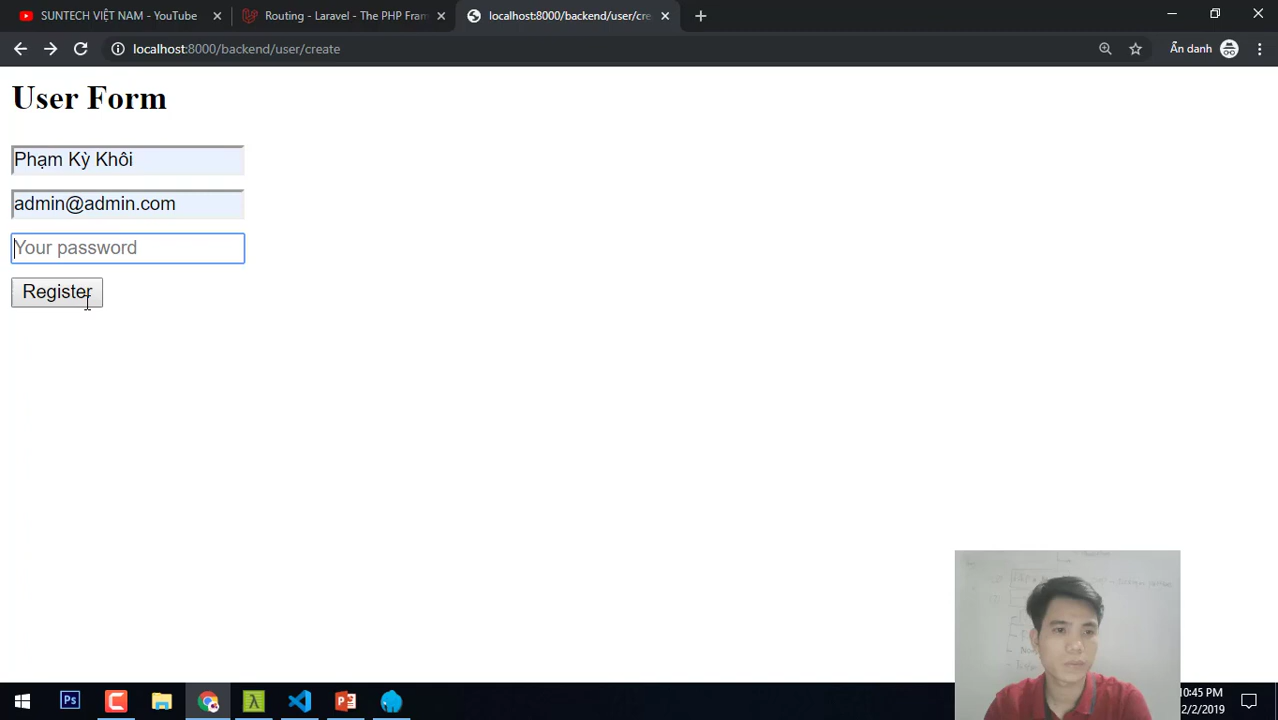 SUNTECH VIỆT NAM - YouTube
Routing - Laravel - The PHP Fram
localhost:8000/backend/user/cre
localhost:8000/backend/user/create
Ẩn danh
User Form
Phạm Kỳ Khôi
admin@admin.com
Your password
Register
Ps
10:45 PM
2/2/2019